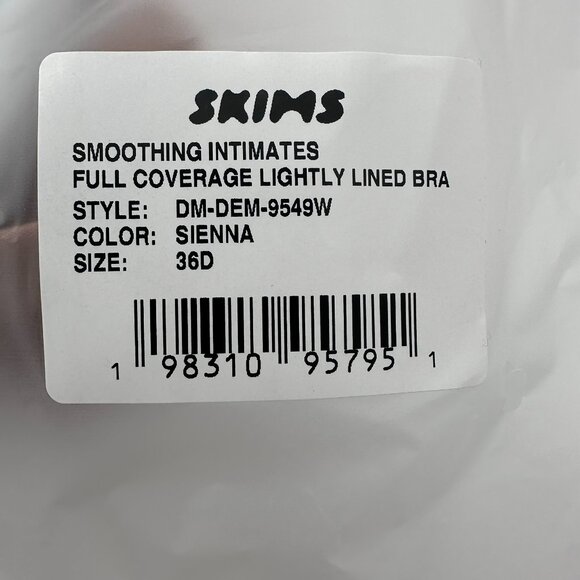 SKIMS
SMOOTHING INTIMATES
FULL COVERAGE LIGHTLY LINED BRA
STYLE: DM-DEM-9549W
COLOR: SIENNA
SIZE: 36D
1 98310 95795 1